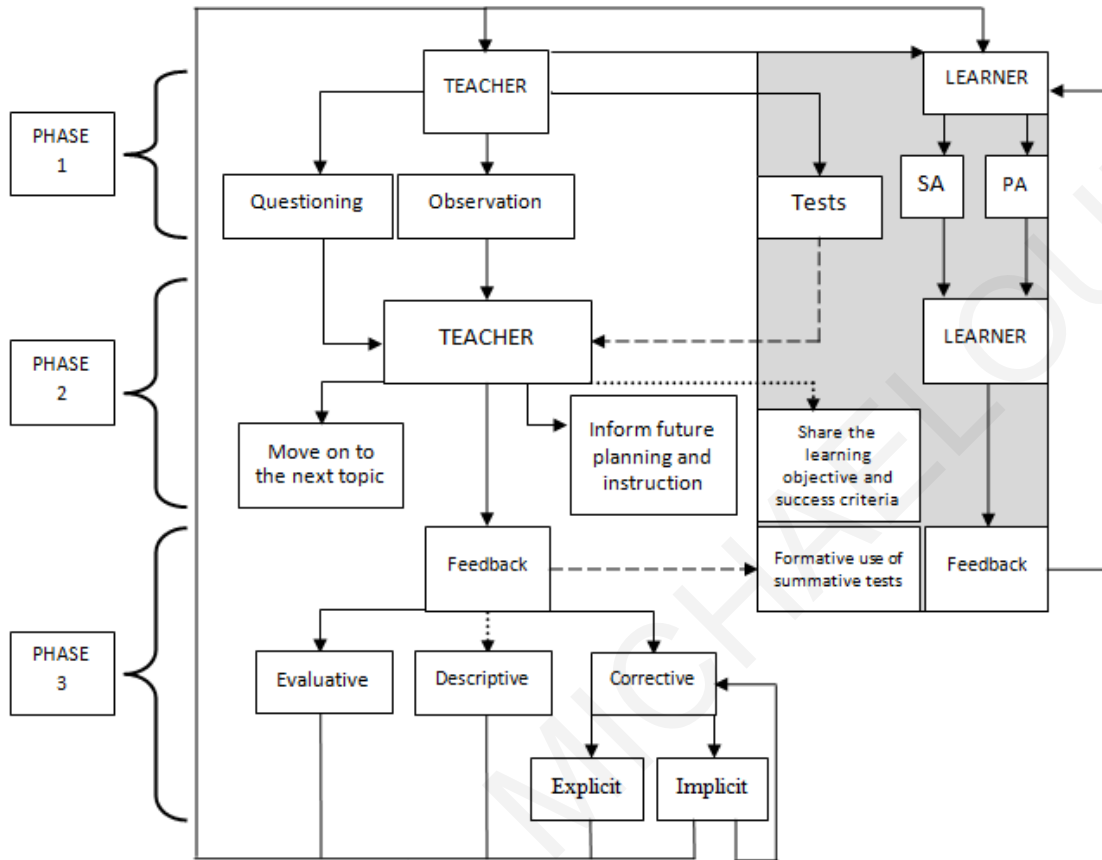 TEACHER
LEARNER
PHASE
1
SA
PA
Questioning
Observation
Tests
PHASE
2
TEACHER
LEARNER
Move on to
the next topic
Inform future
planning and
instruction
Share the
learning
objective and
success criteria
Feedback
Formative use of
summative tests
Feedback
PHASE
3
Evaluative
Descriptive
Corrective
Explicit
Implicit
MICHAEL